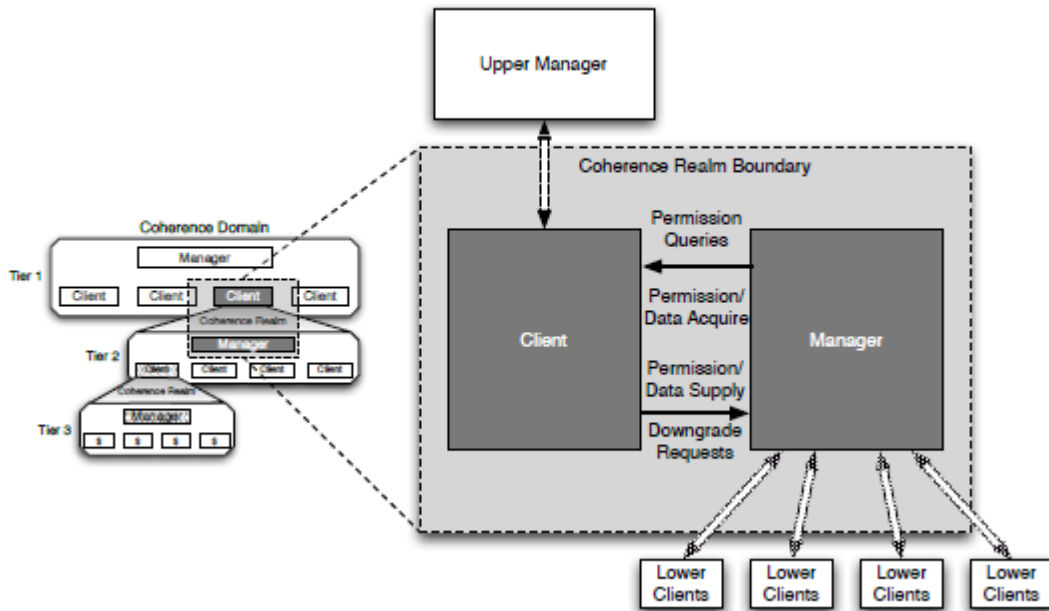 Upper Manager
Coherence Realm Boundary
Permission
Queries
Permission/
Data Acquire
Client
Manager
Permission/
Data Supply
Downgrade
Requests
Lower
Clients
Lower
Clients
Lower
Clients
Lower
Clients
Coherence Domain
Tier 1
Manager
Client
Client
Client
Client
Coherence Realm
Tier 2
Manager
Client
Client
Client
Client
Coherence Realm
Tier 3
Manager
$
$
$
$